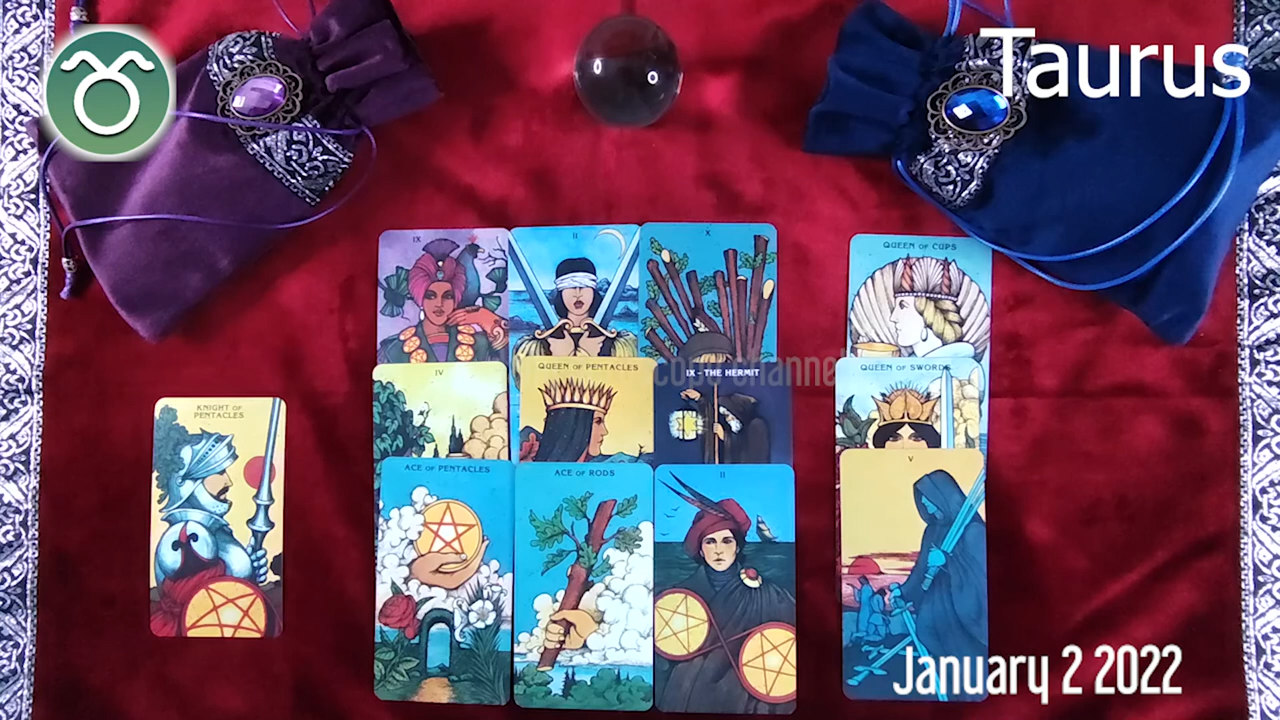 Taurus
IX
II
X
QUEEN OF CUPS
IV
QUEEN OF PENTACLES
IX - THE HERMIT
channel
QUEEN OF SWORDS
KNIGHT OF
PENTACLES
ACE OF PENTACLES
ACE OF RODS
II
V
January 2 2022